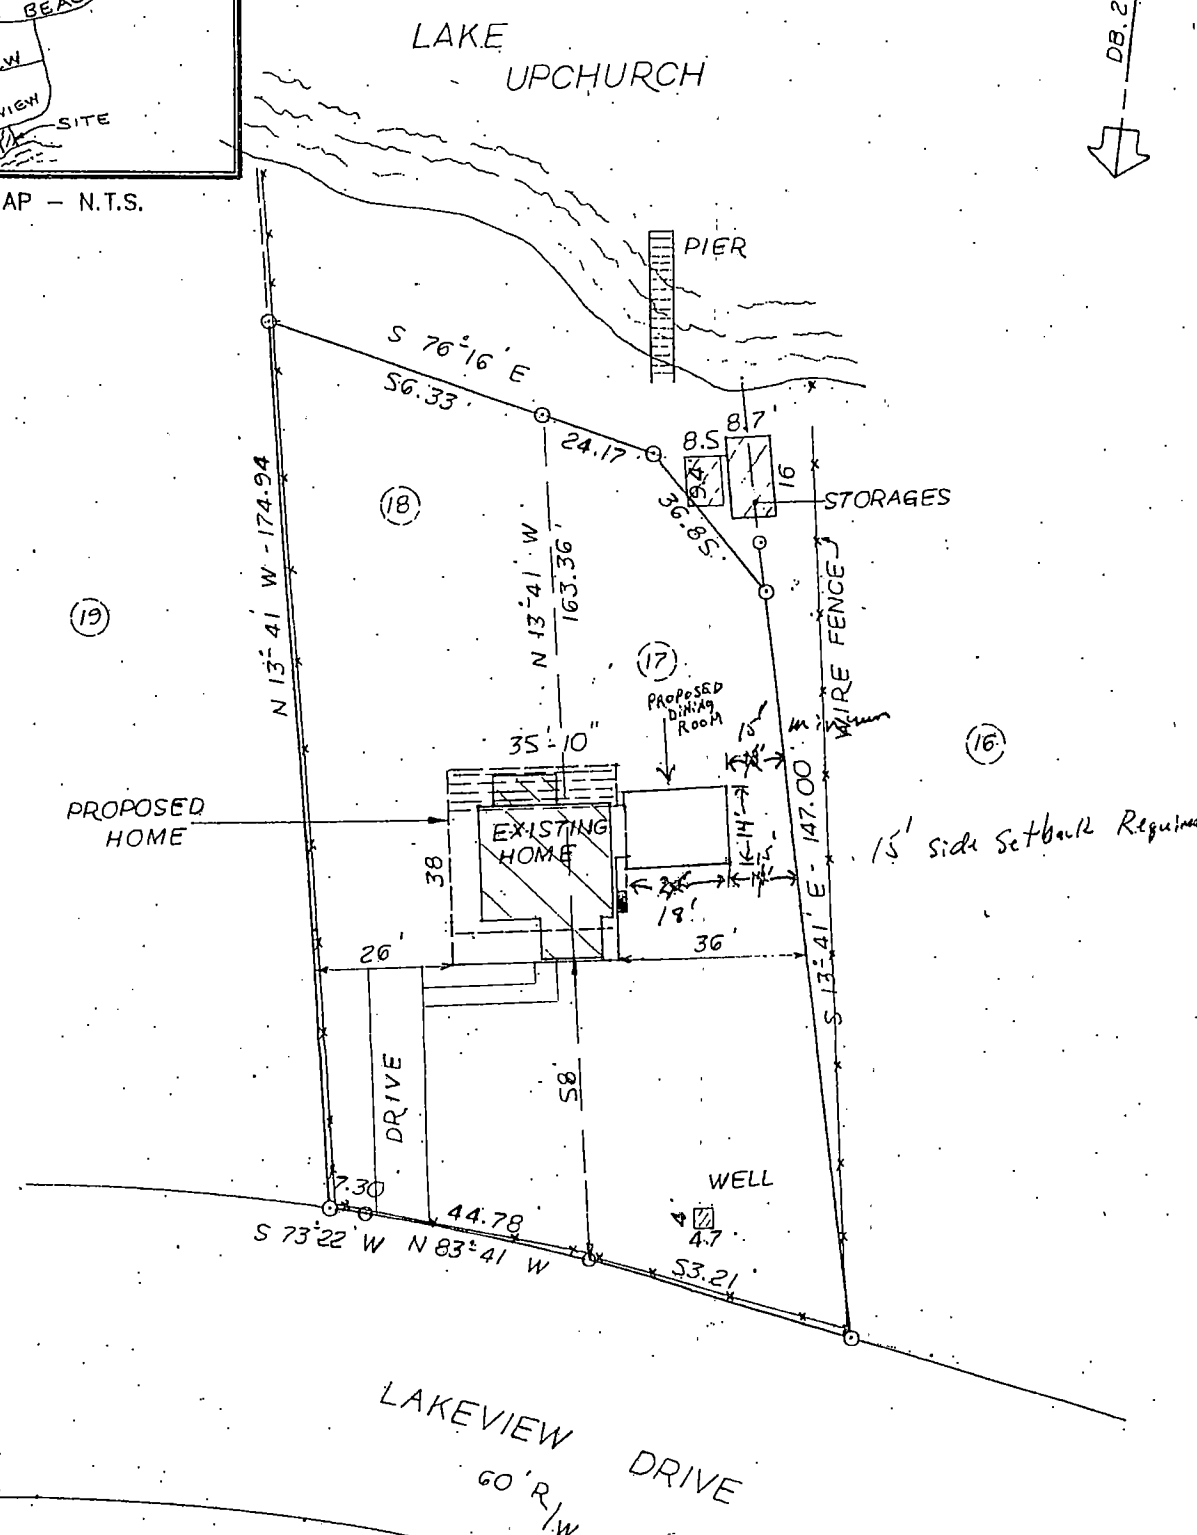 LAKE
UPCHURCH
DB. 2
VIEW
SITE
AP — N.T.S.
PIER
S 76°16' E
56.33
24.17
8.5
8.7'
9.4
16
STORAGES
36.85
N 13°-41' W - 174.94
18
N 13°-41' W
163.36'
19
17
16
WIRE FENCE
PROPOSED
DINING
ROOM
15'
minimum
35'-10"
PROPOSED
HOME
EXISTING
HOME
38
14'
15'
18'
15' side setback
26'
36'
S 13°-41' E - 147.00
DRIVE
58'
WELL
4
4.7
7.30
44.78
S 73°22' W
N 83°41' W
53.21
LAKEVIEW DRIVE
60' R/W